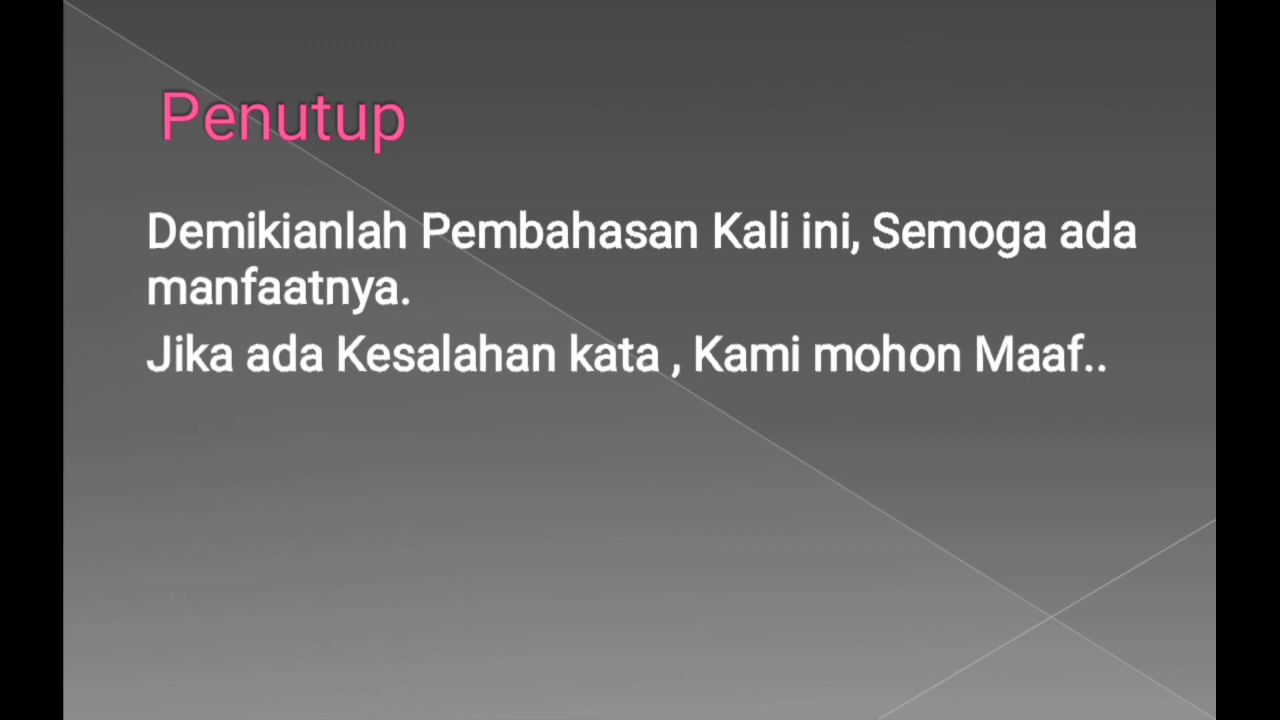 Penutup
Demikianlah Pembahasan Kali ini, Semoga ada
manfaatnya.
Jika ada Kesalahan kata , Kami mohon Maaf..